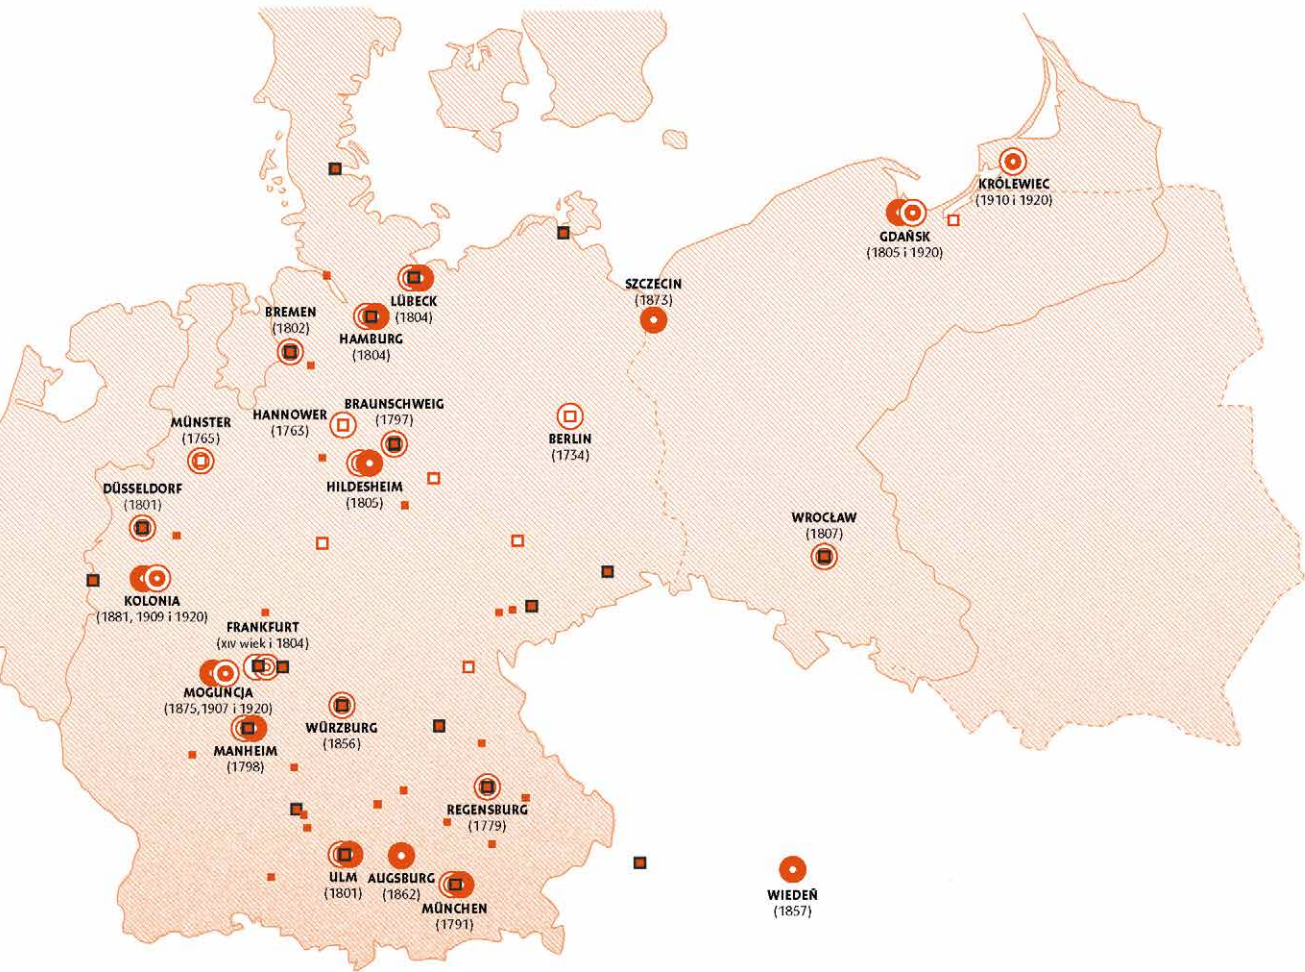 KRÓLEWIEC
(1910 i 1920)
GDAŃSK
(1805 i 1920)
SZCZECIN
(1873)
LÜBECK
(1804)
BREMEN
(1802)
HAMBURG
(1804)
BRAUNSCHWEIG
(1797)
HANNOWER
(1763)
MÜNSTER
(1765)
BERLIN
(1734)
HILDESHEIM
(1805)
DÜSSELDORF
(1801)
WROCŁAW
(1807)
KOLONIA
(1881, 1909 i 1920)
FRANKFURT
(XIV wiek i 1804)
MOGUNCJA
(1875,1907 i 1920)
WÜRZBURG
(1856)
MANHEIM
(1798)
REGENSBURG
(1779)
ULM
(1801)
AUGSBURG
(1862)
MÜNCHEN
(1791)
WIEDEŃ
(1857)